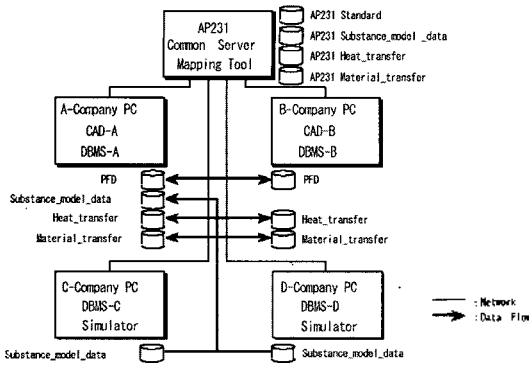 AP231
Common Server
Mapping Tool
AP231 Standard
AP231 Substance_model _data
AP231 Heat_transfer
AP231 Material_transfer
A-Company PC
CAD-A
DBMS-A
B-Company PC
CAD-B
DBMS-B
PFD
PFD
Substance_model_data
Heat_transfer
Heat_transfer
Material_transfer
Material_transfer
C-Company PC
DBMS-C
Simulator
D-Company PC
DBMS-D
Simulator
:Network
:Data Flow
Substance_model_data
Substance_model_data